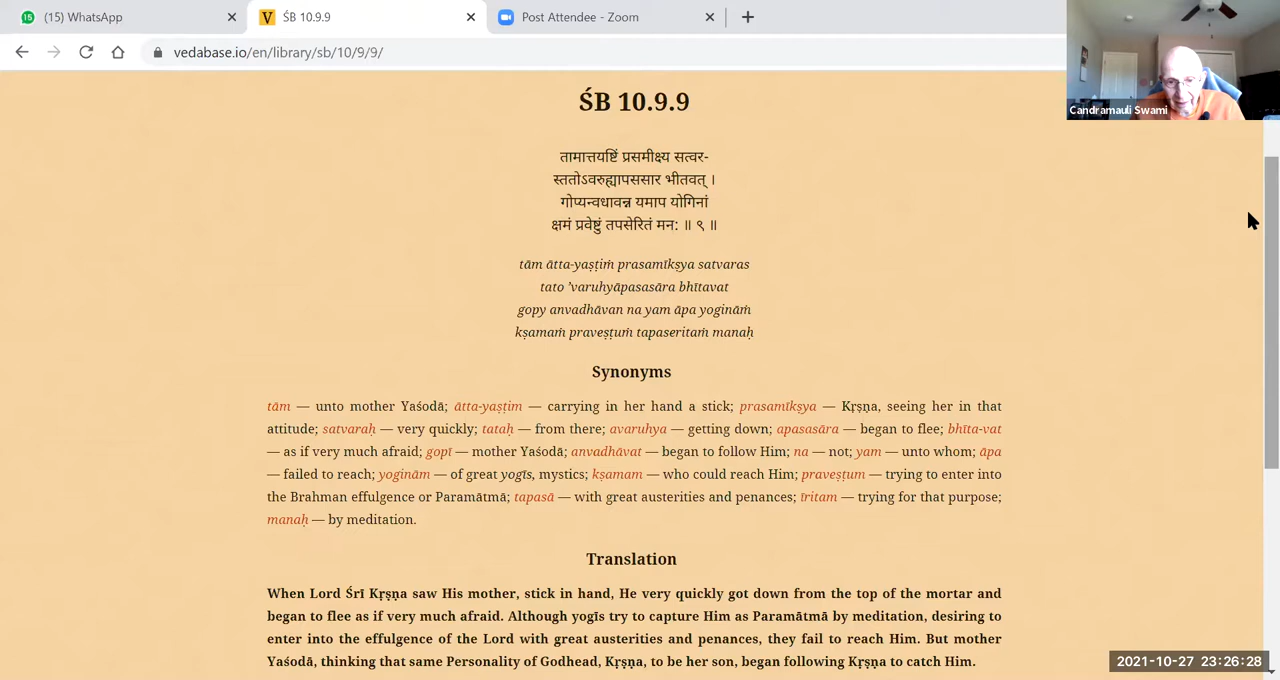 (15) WhatsApp
ŚB 10.9.9
Post Attendee - Zoom
vedabase.io/en/library/sb/10/9/9/
Candramauli Swami
ŚB 10.9.9
तामात्तयष्टिं प्रसमीक्ष्य सत्वर-
स्ततोऽवरुह्यापससार भीतवत् ।
गोप्यन्वधावन्न यमाप योगिनां
क्षमं प्रवेष्टुं तपसेरितं मन: ॥ ९ ॥
tām ātta-yaṣṭiṁ prasamīkṣya satvaras
tato ’varuhyāpasasāra bhītavat
gopy anvadhāvan na yam āpa yogināṁ
kṣamaṁ praveṣṭuṁ tapaseritaṁ manaḥ
Synonyms
tām — unto mother Yaśodā; ātta-yaṣṭim — carrying in her hand a stick; prasamīkṣya — Kṛṣṇa, seeing her in that
attitude; satvaraḥ — very quickly; tataḥ — from there; avaruhya — getting down; apasasāra — began to flee; bhīta-vat
— as if very much afraid; gopī — mother Yaśodā; anvadhāvat — began to follow Him; na — not; yam — unto whom; āpa
— failed to reach; yoginām — of great yogīs, mystics; kṣamam — who could reach Him; praveṣṭum — trying to enter into
the Brahman effulgence or Paramātmā; tapasā — with great austerities and penances; īritam — trying for that purpose;
manaḥ — by meditation.
Translation
When Lord Śrī Kṛṣṇa saw His mother, stick in hand, He very quickly got down from the top of the mortar and
began to flee as if very much afraid. Although yogīs try to capture Him as Paramātmā by meditation, desiring to
enter into the effulgence of the Lord with great austerities and penances, they fail to reach Him. But mother
Yaśodā, thinking that same Personality of Godhead, Kṛṣṇa, to be her son, began following Kṛṣṇa to catch Him.
2021-10-27 23:26:28